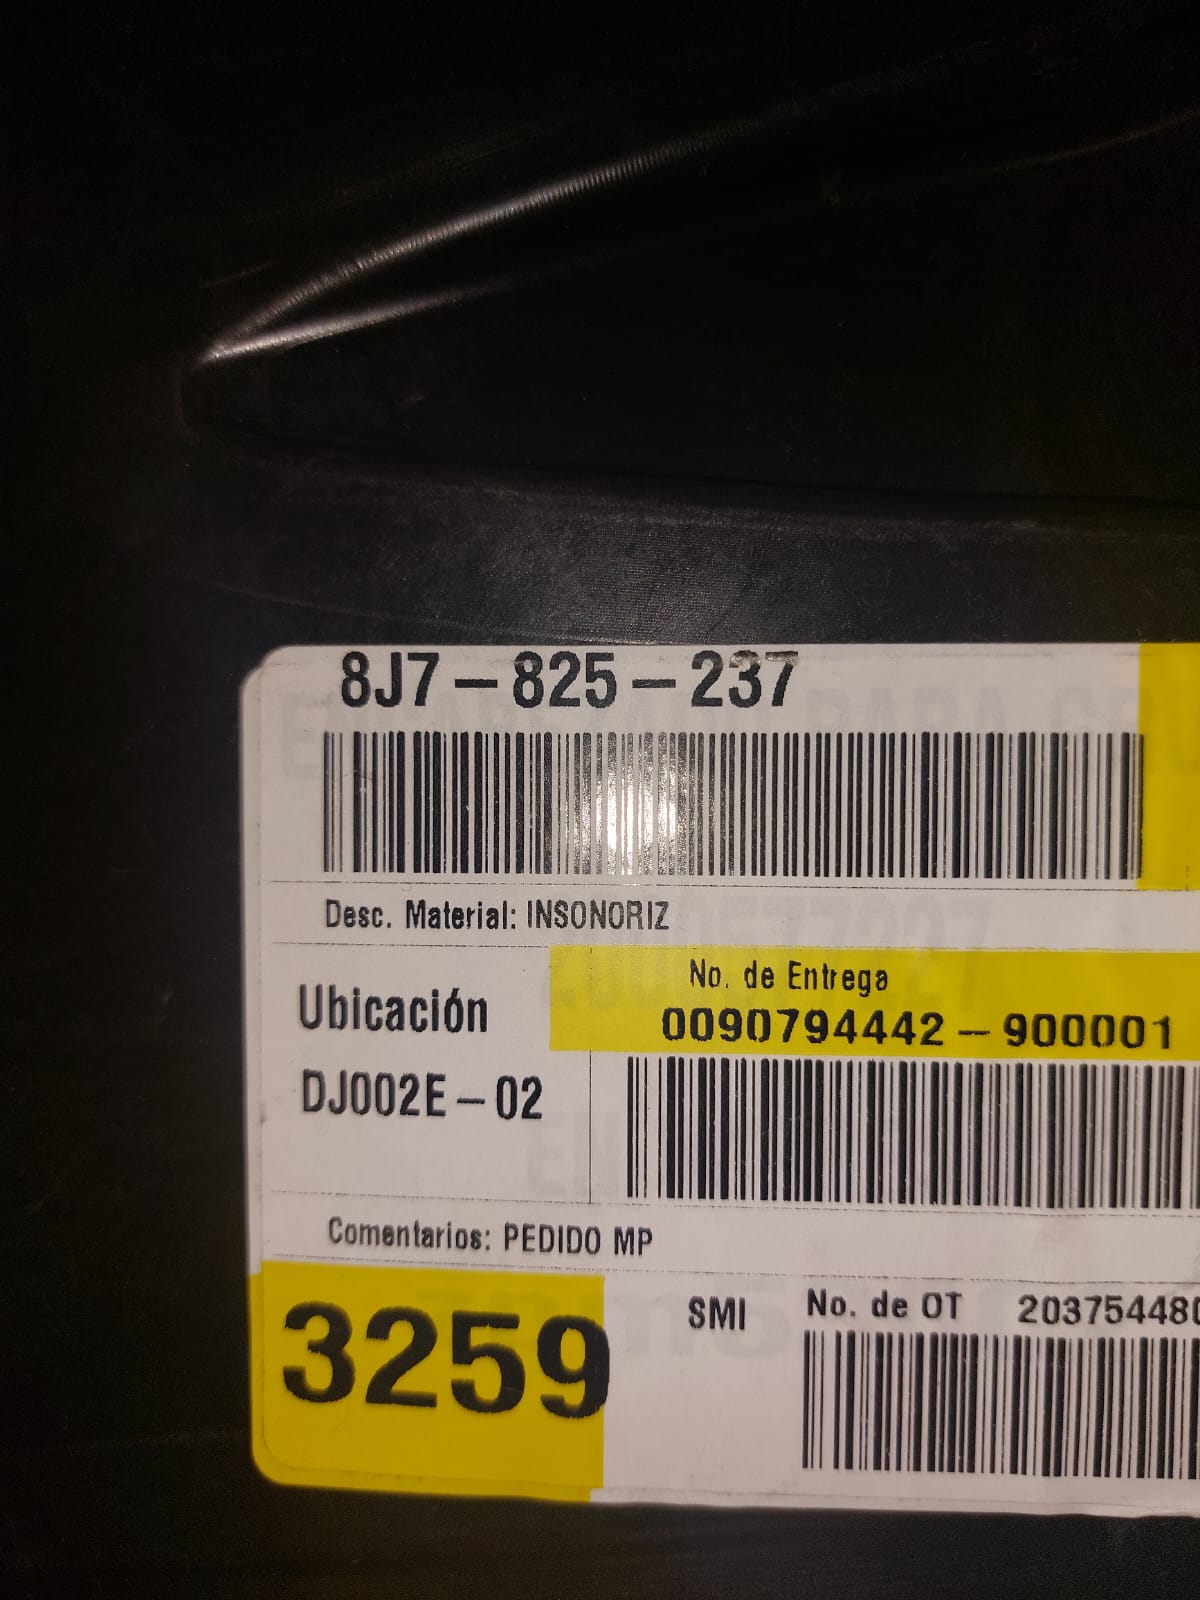 8J7-825-237
Desc. Material: INSONORIZ
No. de Entrega
Ubicación
0090794442-900001
DJ002E-02
Comentarios: PEDIDO MP
3259
SMI
No. de OT 203754480